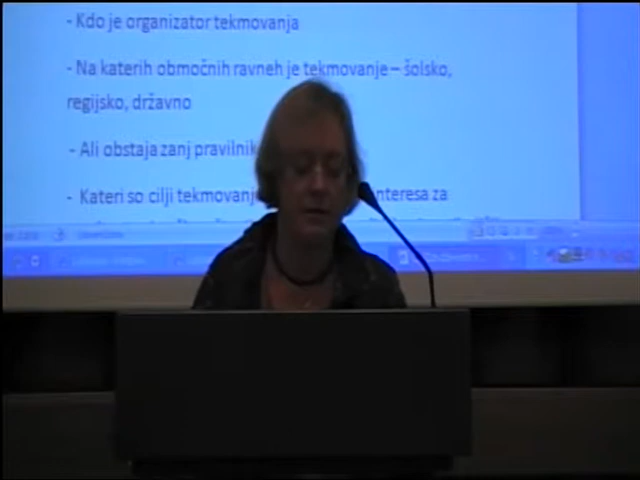 - Kdo je organizator tekmovanja
- Na katerih območnih ravneh je tekmovanje – šolsko,
regijsko, državno
- Ali obstaja zanj pravilnik
- Kateri so cilji tekmovanj interesa za